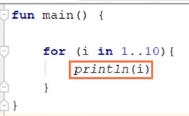 fun main() {
for (i in 1..10){
println(i)
}
}